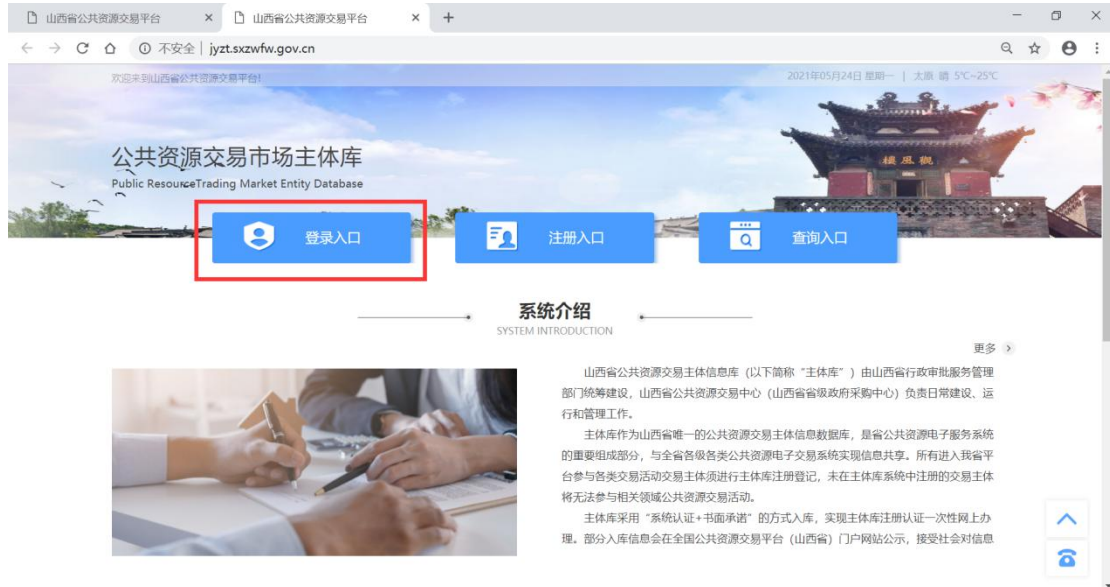 山西省公共资源交易平台 山西省公共资源交易平台
不安全 | jyzt.sxzwfw.gov.cn
欢迎来到山西省公共资源交易平台! 2021年05月24日 星期一 | 太原 晴 5℃~25℃
公共资源交易市场主体库
Public ResourceTrading Market Entity Database
楼风观
登录入口 注册入口 查询入口
系统介绍
SYSTEM INTRODUCTION
更多
山西省公共资源交易主体信息库（以下简称“主体库”）由山西省行政审批服务管理
部门统筹建设，山西省公共资源交易中心（山西省省级政府采购中心）负责日常建设、运
行和管理工作。
主体库作为山西省唯一的公共资源交易主体信息数据库，是省公共资源电子服务系统
的重要组成部分，与全省各级各类公共资源电子交易系统实现信息共享。所有进入我省平
台参与各类交易活动交易主体须进行主体库注册登记，未在主体库系统中注册的交易主体
将无法参与相关领域公共资源交易活动。
主体库采用“系统认证+书面承诺”的方式入库，实现主体库注册认证一次性网上办
理。部分入库信息会在全国公共资源交易平台（山西省）门户网站公示，接受社会对信息